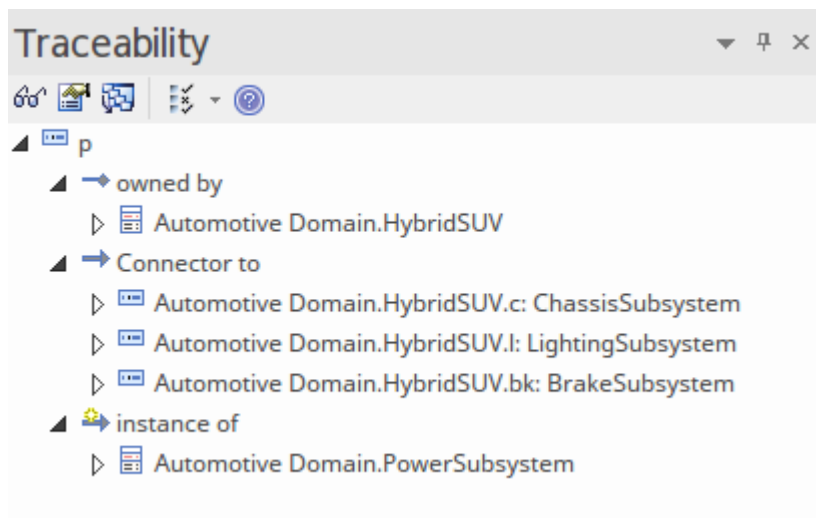 Traceability
p
owned by
Automotive Domain.HybridSUV
Connector to
Automotive Domain.HybridSUV.c: ChassisSubsystem
Automotive Domain.HybridSUV.l: LightingSubsystem
Automotive Domain.HybridSUV.bk: BrakeSubsystem
instance of
Automotive Domain.PowerSubsystem